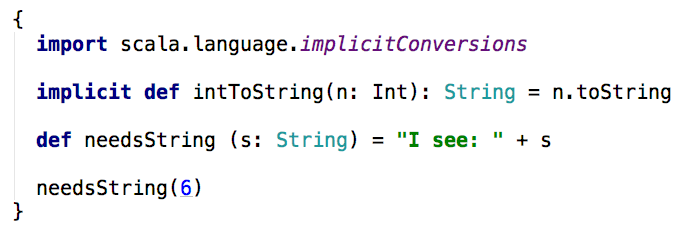 {
import scala.language.implicitConversions
implicit def intToString(n: Int): String = n.toString
def needsString (s: String) = "I see: " + s
needsString(6)
}